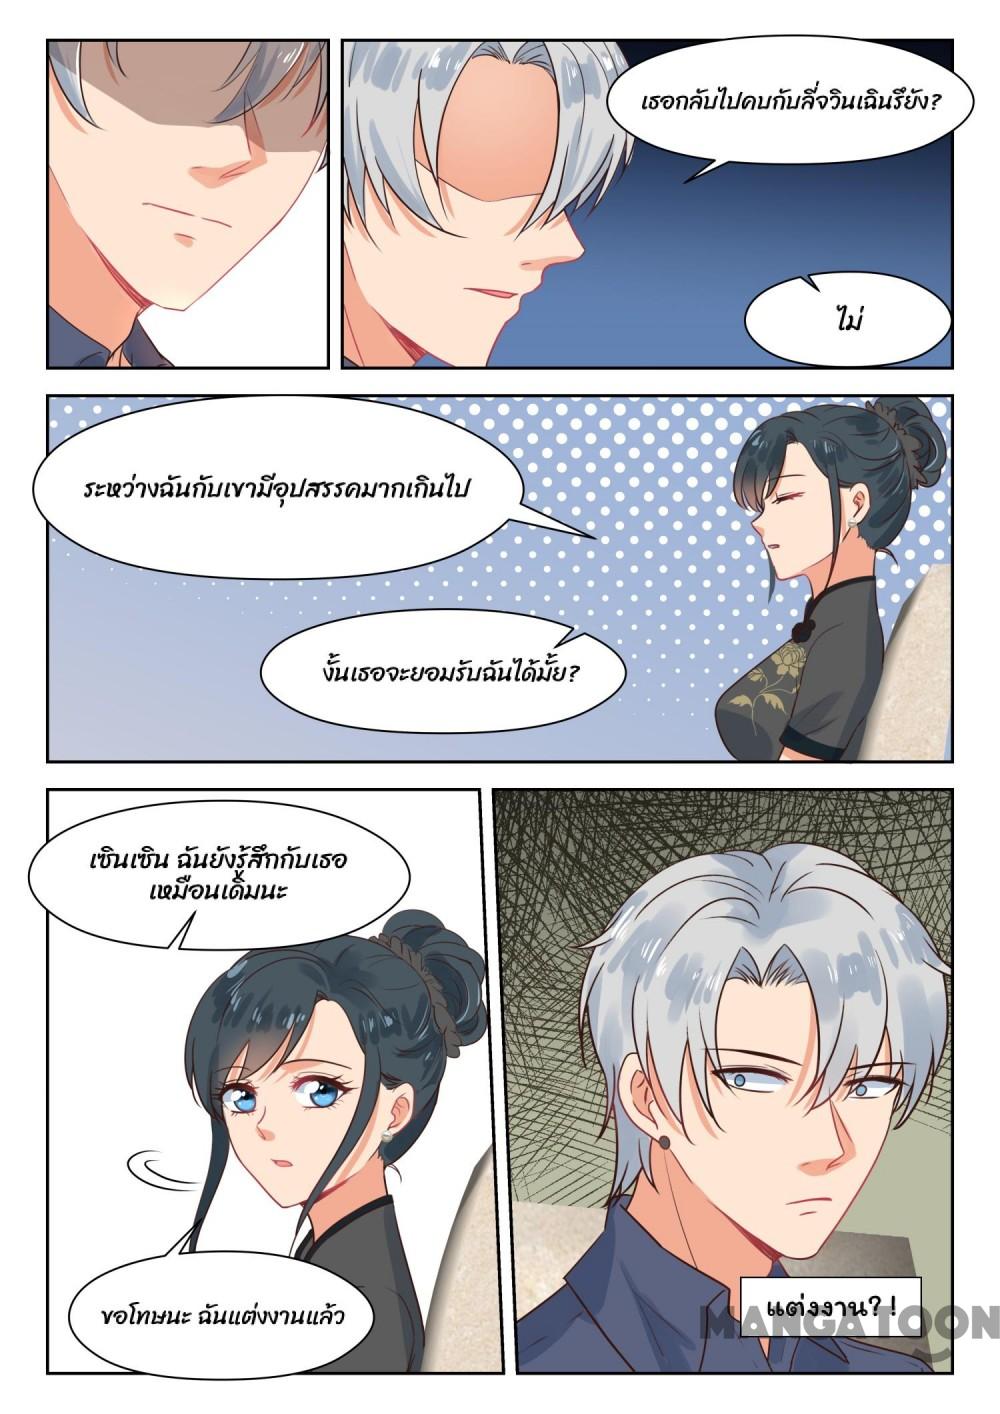 เธอกลับไปคบกับลี่จวินเฉินรึยัง?
ไม่
ระหว่างฉันกับเขามีอุปสรรคมากเกินไป
งั้นเธอจะยอมรับฉันได้มั้ย?
เซินเซิน ฉันยังรู้สึกกับเธอ
เหมือนเดิมนะ
ขอโทษนะ ฉันแต่งงานแล้ว
แต่งงาน?!
MANGATOON